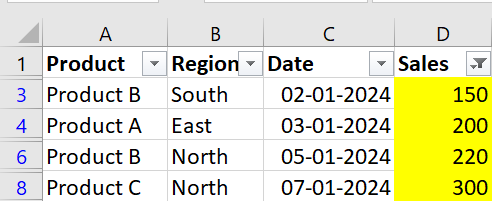 A B C D
1 Product Region Date Sales
3 Product B South 02-01-2024 150
4 Product A East 03-01-2024 200
6 Product B North 05-01-2024 220
8 Product C North 07-01-2024 300